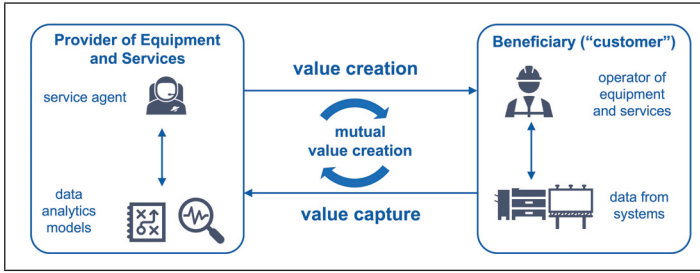 Provider of Equipment
and Services
service agent
data
analytics
models
value creation
mutual
value creation
value capture
Beneficiary (“customer”)
operator of
equipment
and services
data from
systems